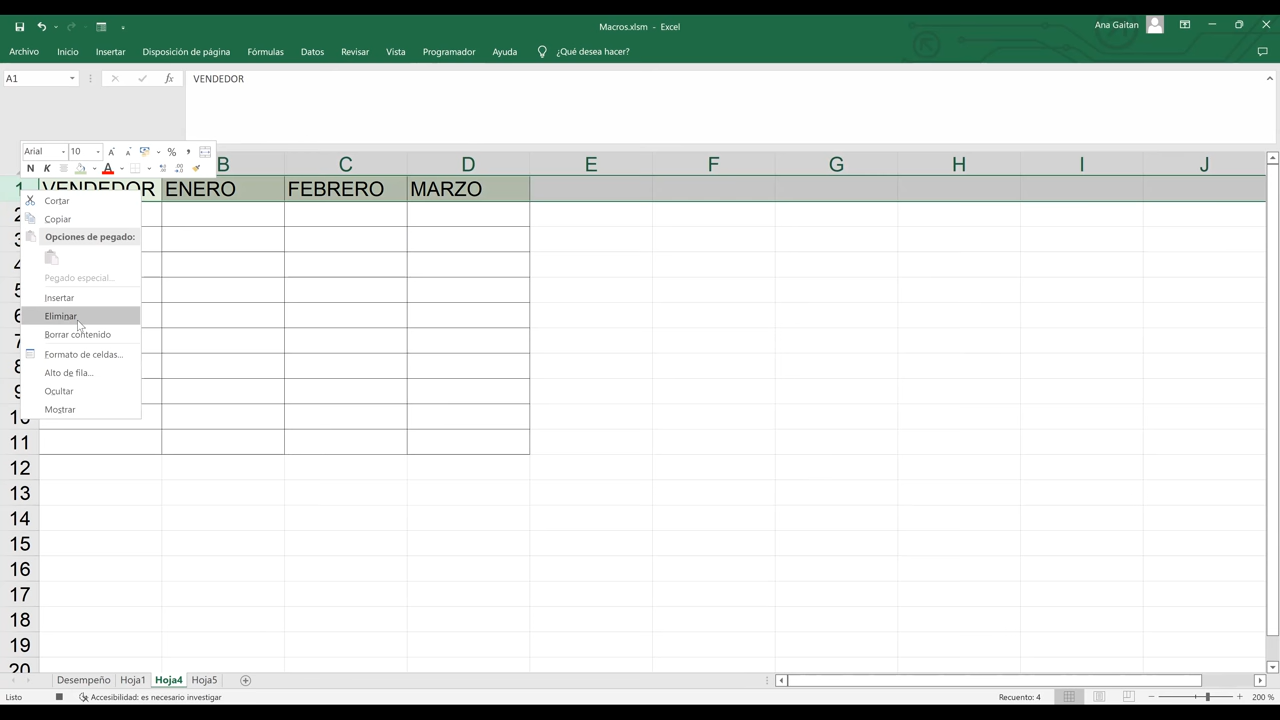 Macros.xlsm - Excel
Ana Gaitan
Archivo Inicio Insertar Disposición de página Fórmulas Datos Revisar Vista Programador Ayuda ¿Qué desea hacer?
A1 fx VENDEDOR
Arial 10 A A % ,
N K A
B C D E F G H I J
1 VENDEDOR ENERO FEBRERO MARZO
Cortar
Copiar
Opciones de pegado:
Pegado especial...
Insertar
Eliminar
Borrar contenido
Formato de celdas...
Alto de fila...
Ocultar
Mostrar
2
3
4
5
6
7
8
9
10
11
12
13
14
15
16
17
18
19
20
Desempeño Hoja1 Hoja4 Hoja5
Listo Accesibilidad: es necesario investigar Recuento: 4 200 %